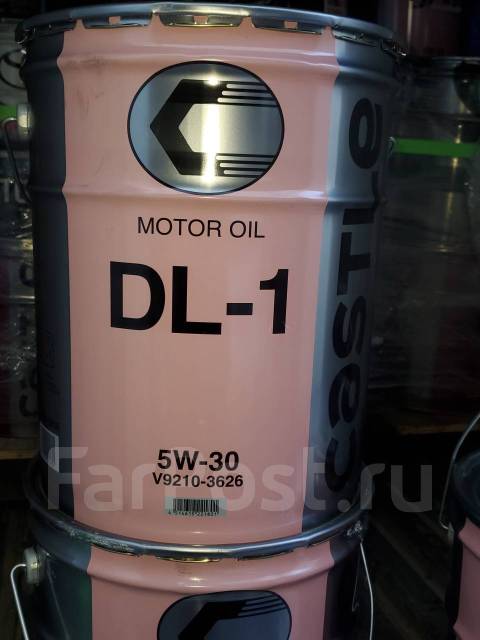 MOTOR OIL
DL-1
5W-30
V9210-3626
caSTLe
FarPost.ru